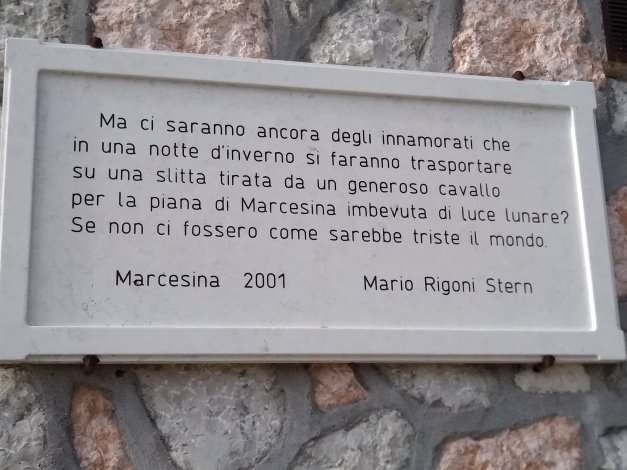 Ma ci saranno ancora degli innamorati che
in una notte d'inverno si faranno trasportare
su una slitta tirata da un generoso cavallo
per la piana di Marcesina imbevuta di luce lunare?
Se non ci fossero come sarebbe triste il mondo.
Marcesina 2001 Mario Rigoni Stern